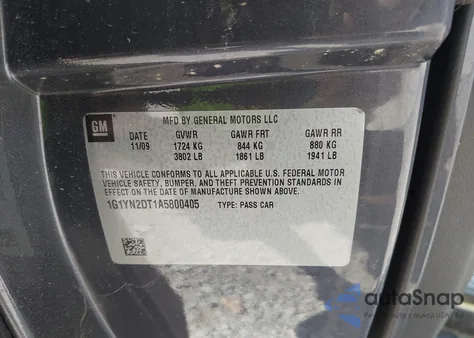 GM
MFD BY GENERAL MOTORS LLC
DATE GVWR GAWR FRT GAWR RR
11/09 1724 KG 844 KG 880 KG
3802 LB 1861 LB 1941 LB
THIS VEHICLE CONFORMS TO ALL APPLICABLE U.S. FEDERAL MOTOR
VEHICLE SAFETY, BUMPER, AND THEFT PREVENTION STANDARDS IN
EFFECT ON THE DATE OF MANUFACTURE SHOWN ABOVE.
1G1YN2DT1A5800405 TYPE: PASS CAR
autoSnap